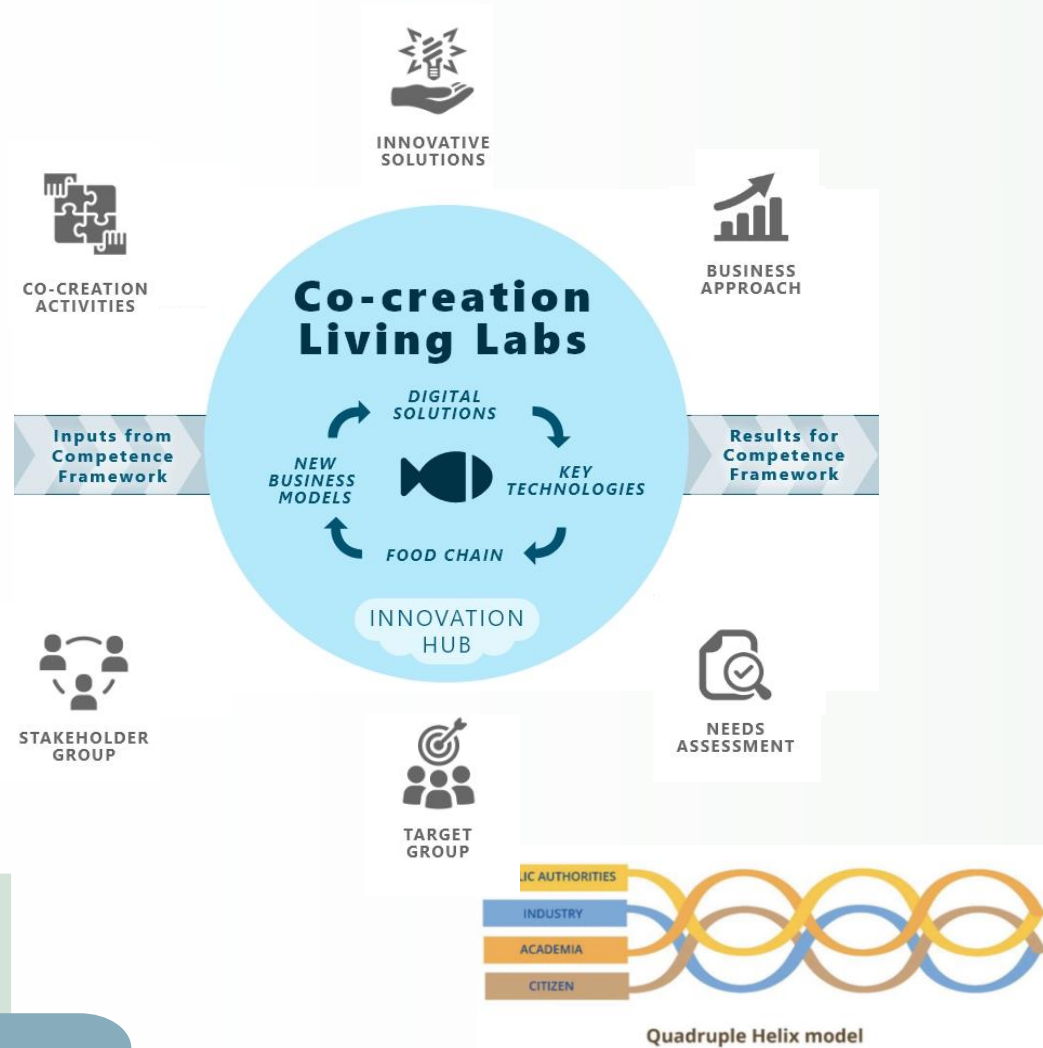 INNOVATIVE
SOLUTIONS
CO-CREATION
ACTIVITIES
BUSINESS
APPROACH
Co-creation
Living Labs
DIGITAL
SOLUTIONS
NEW
BUSINESS
MODELS
KEY
TECHNOLOGIES
FOOD CHAIN
Inputs from
Competence
Framework
Results for
Competence
Framework
INNOVATION
HUB
STAKEHOLDER
GROUP
TARGET
GROUP
NEEDS
ASSESSMENT
LIC AUTHORITIES
INDUSTRY
ACADEMIA
CITIZEN
Quadruple Helix model